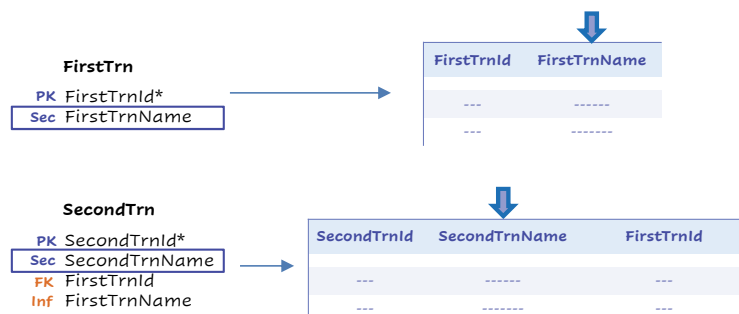 FirstTrn
PK FirstTrnId*
Sec FirstTrnName
FirstTrnId FirstTrnName
--- ------
--- -------
SecondTrn
PK SecondTrnId*
Sec SecondTrnName
FK FirstTrnId
Inf FirstTrnName
SecondTrnId SecondTrnName FirstTrnId
--- ------ ---
--- ------- ---